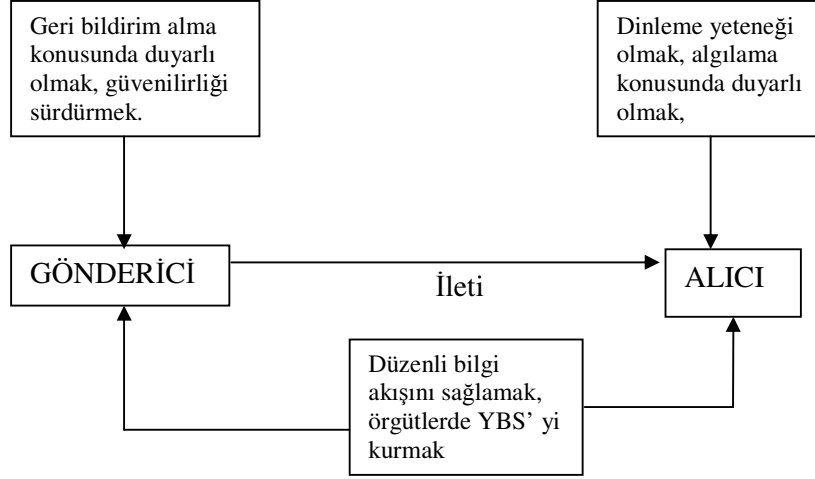 Geri bildirim alma
konusunda duyarlı
olmak, güvenilirliği
sürdürmek.
Dinleme yeteneği
olmak, algılama
konusunda duyarlı
olmak,
GÖNDERİCİ
İleti
ALICI
Düzenli bilgi
akışını sağlamak,
örgütlerde YBS’ yi
kurmak